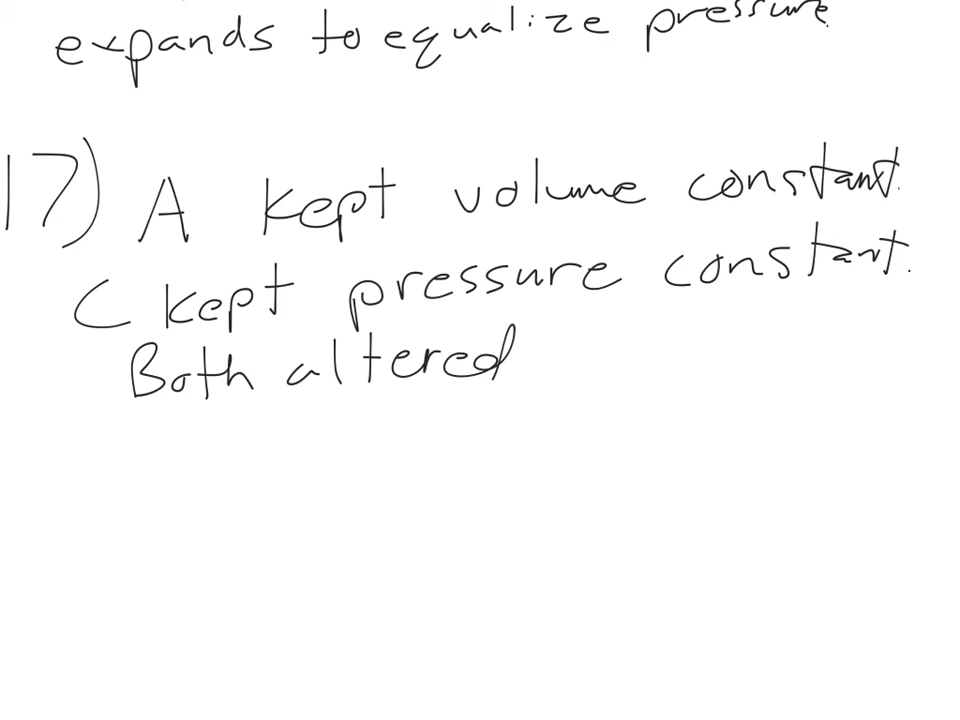 expands to equalize pressure
17) A kept volume constant.
C kept pressure constant.
Both altered